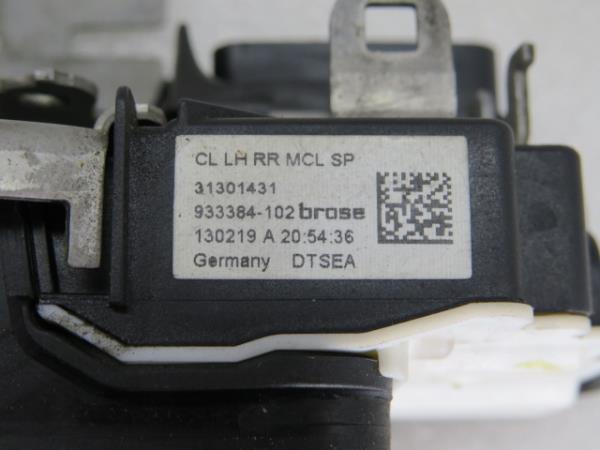 CL LH RR MCL SP
31301431
933384-102 brose
130219 A 20:54:36
Germany DTSEA